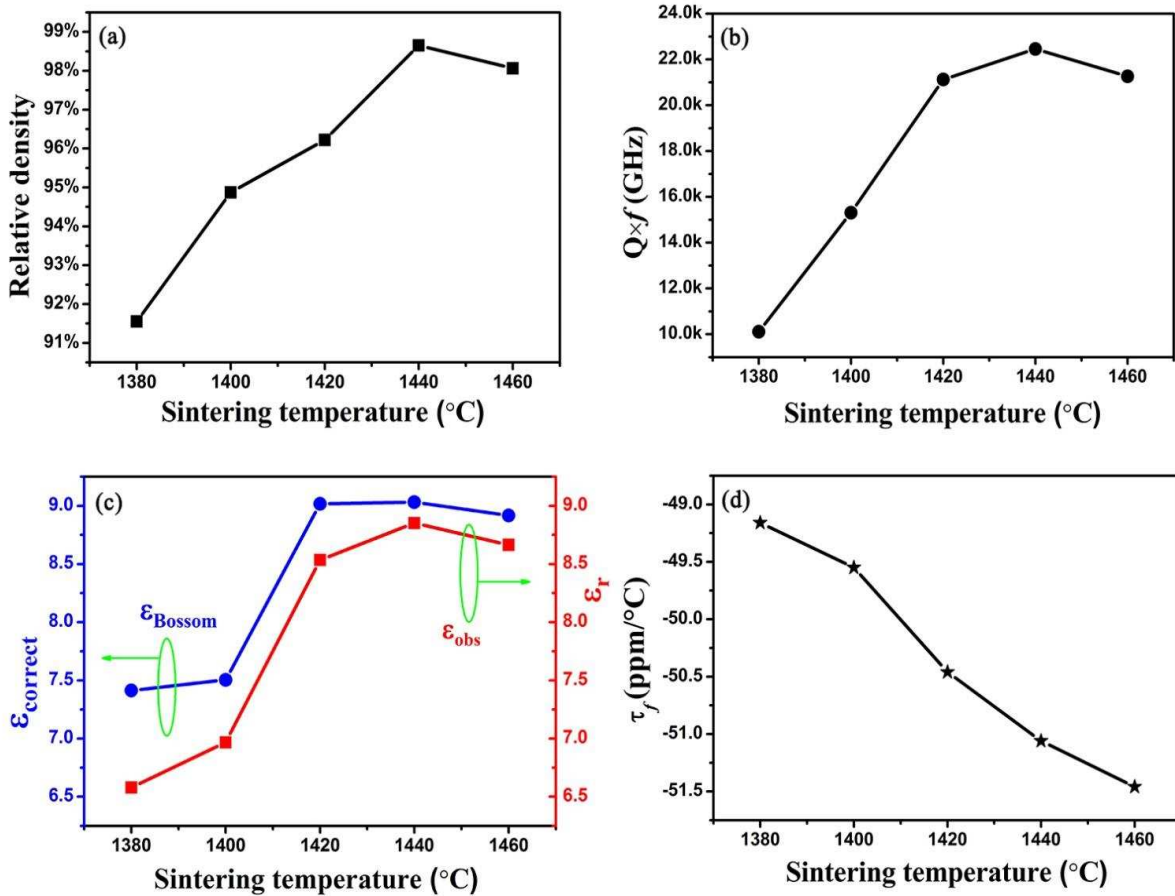 (a)
Relative density
99%
98%
97%
96%
95%
94%
93%
92%
91%
1380 1400 1420 1440 1460
Sintering temperature (°C)
(b)
Q×f (GHz)
24.0k
22.0k
20.0k
18.0k
16.0k
14.0k
12.0k
10.0k
1380 1400 1420 1440 1460
Sintering temperature (°C)
(c)
εcorrect
9.0
8.5
8.0
7.5
7.0
6.5
εBossom
εobs
9.0
8.5
8.0
7.5
7.0
6.5
εr
1380 1400 1420 1440 1460
Sintering temperature (°C)
(d)
τf (ppm/°C)
-49.0
-49.5
-50.0
-50.5
-51.0
-51.5
1380 1400 1420 1440 1460
Sintering temperature (°C)